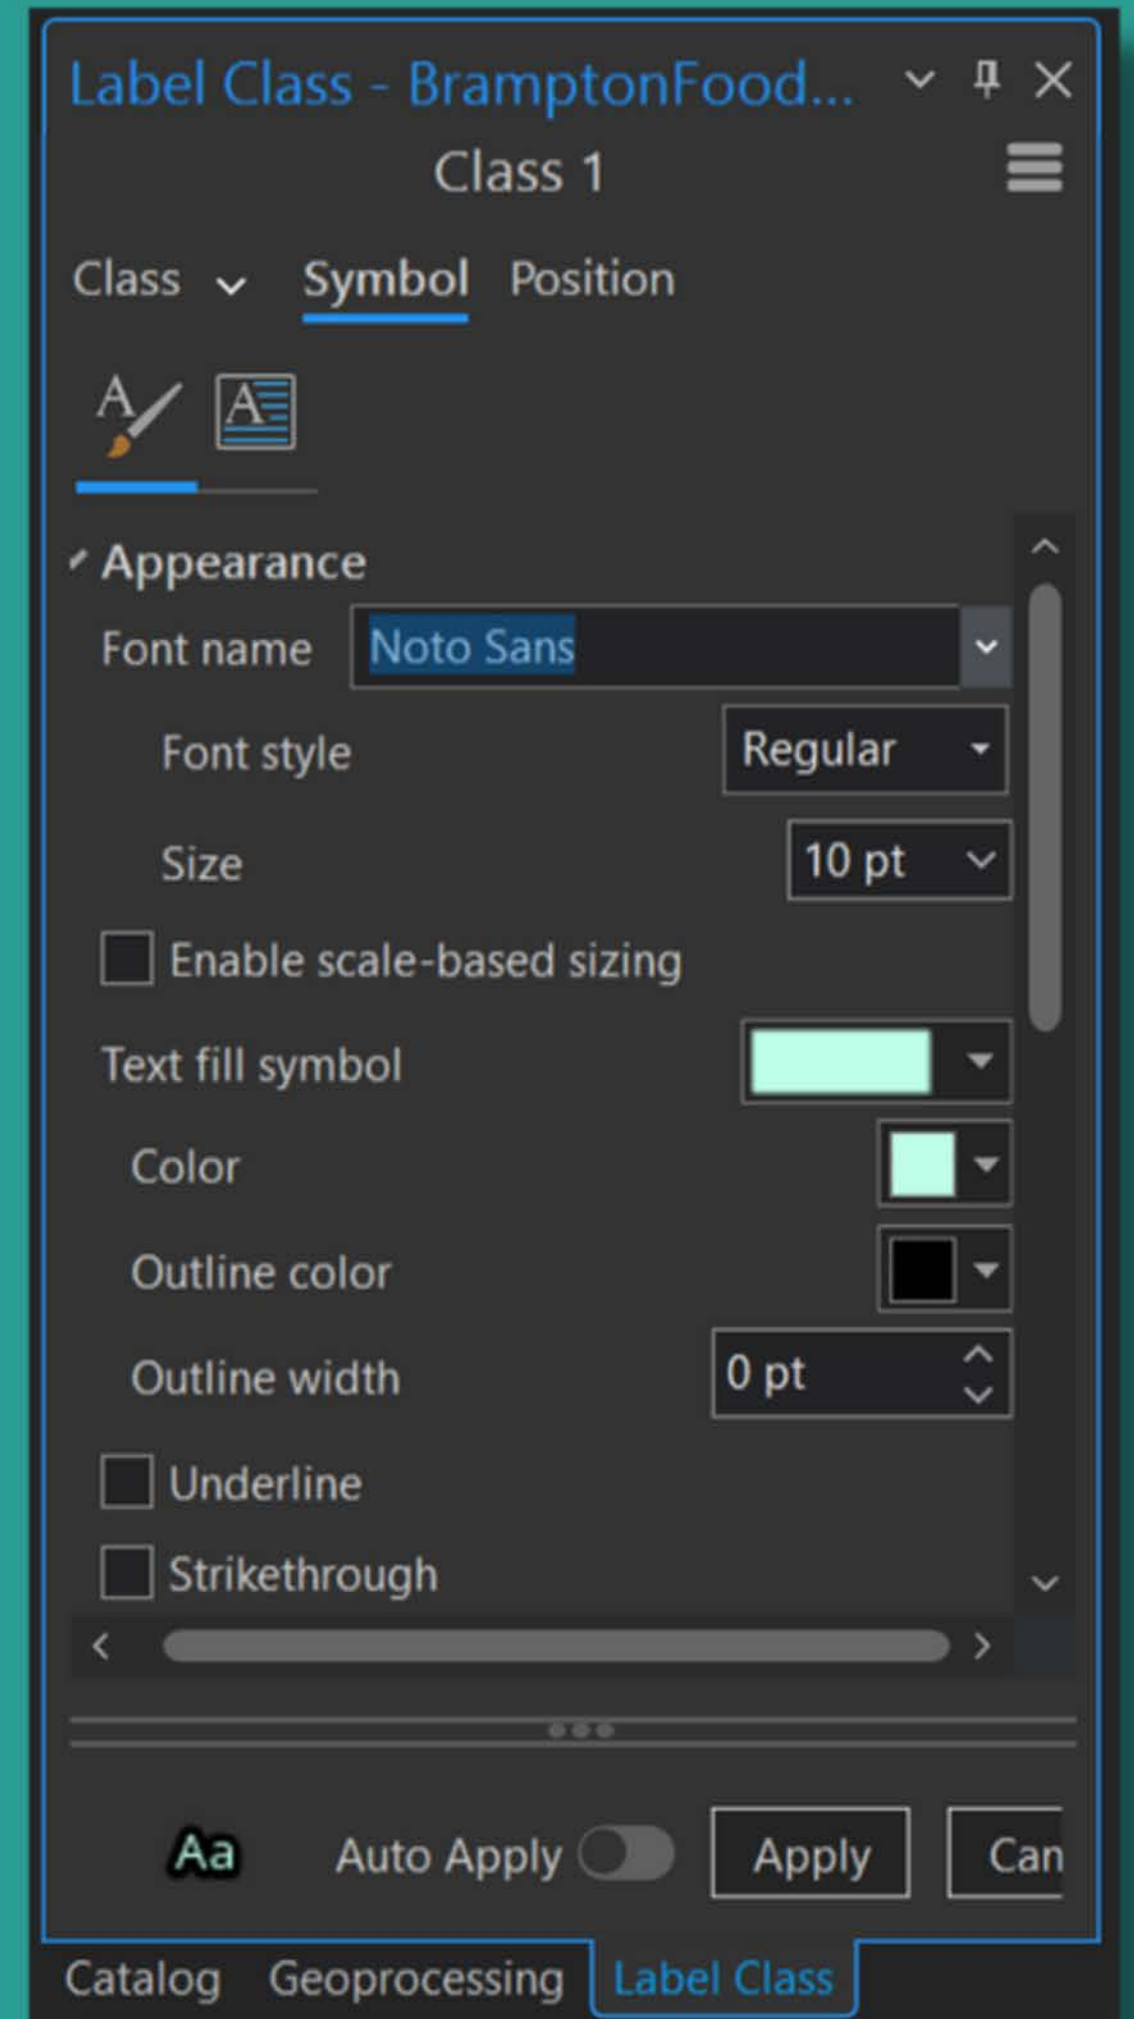 Label Class - BramptonFood...
Class 1
Class Symbol Position
A A
Appearance
Font name Noto Sans
Font style Regular
Size 10 pt
Enable scale-based sizing
Text fill symbol
Color
Outline color
Outline width 0 pt
Underline
Strikethrough
Aa Auto Apply Apply Can
Catalog Geoprocessing Label Class